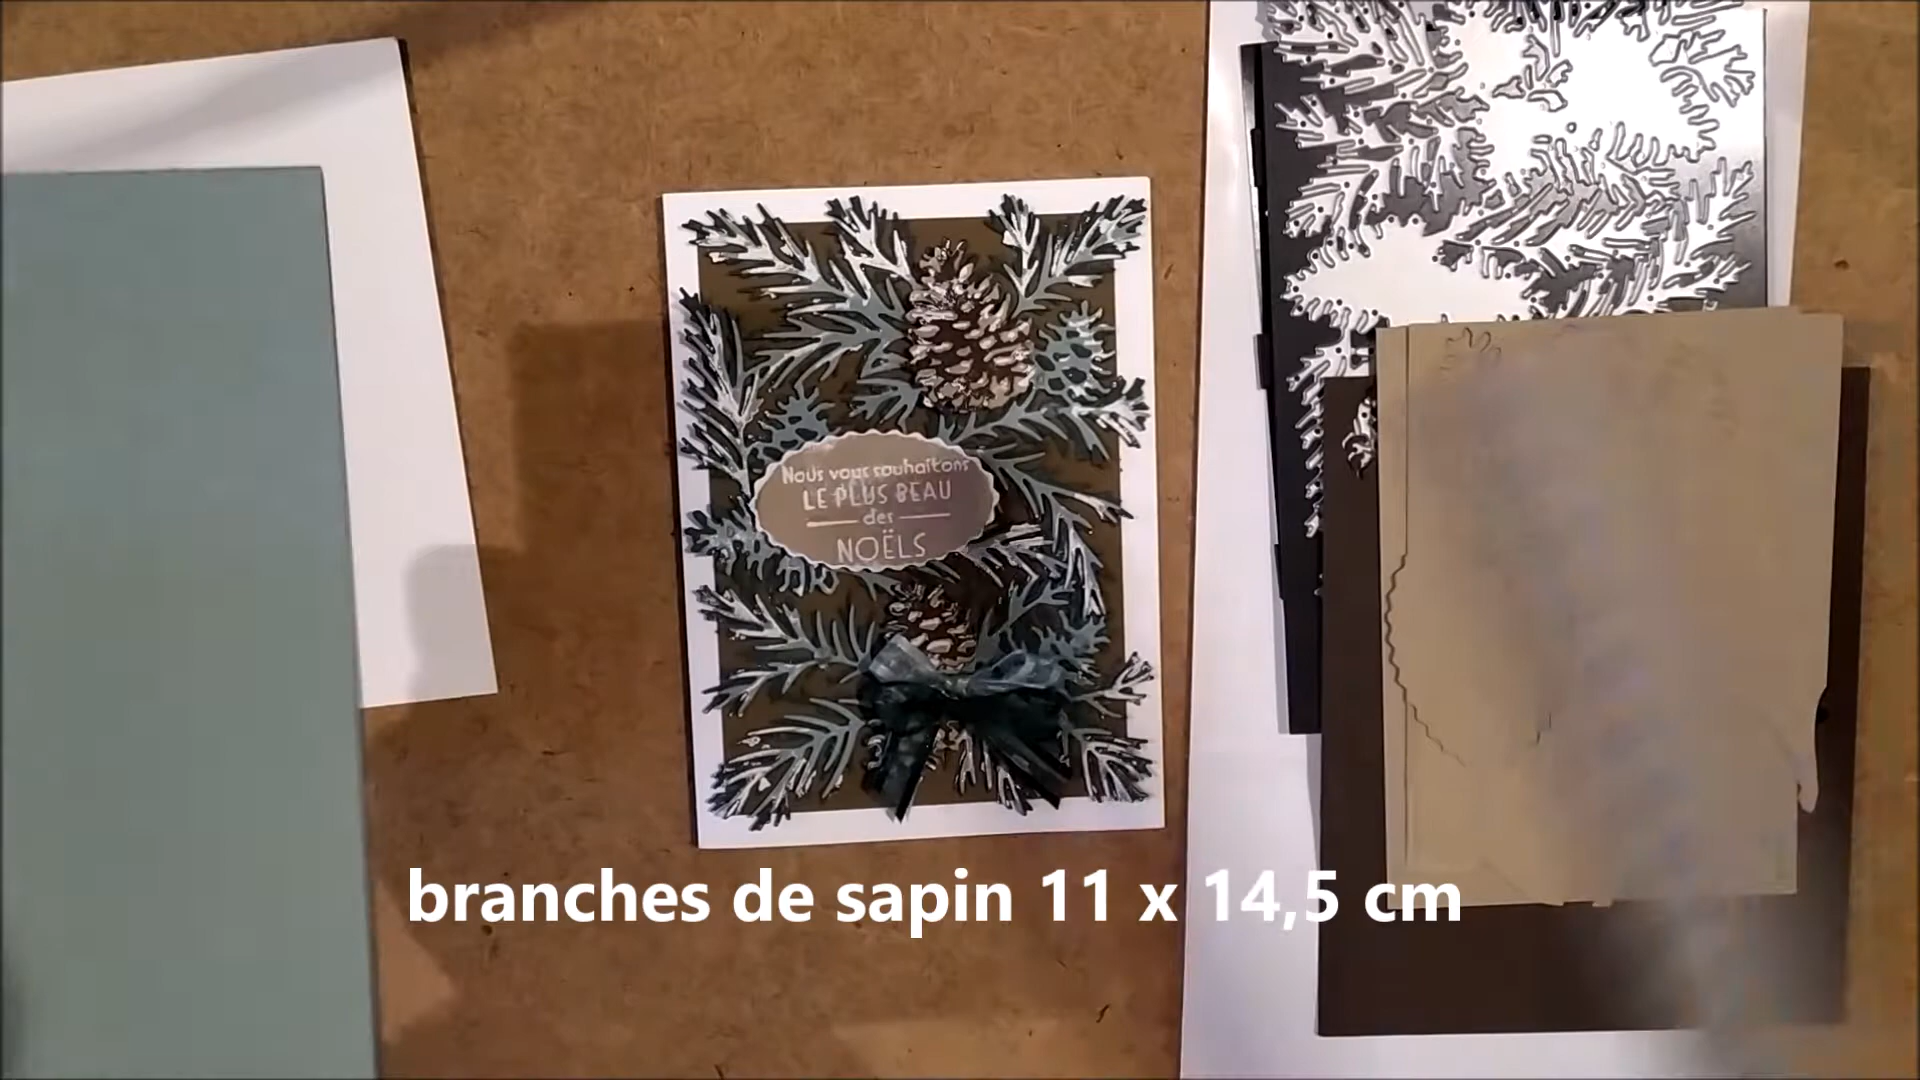 Nous vous souhaitons
LE PLUS BEAU
des
NOËLS
branches de sapin 11 x 14,5 cm